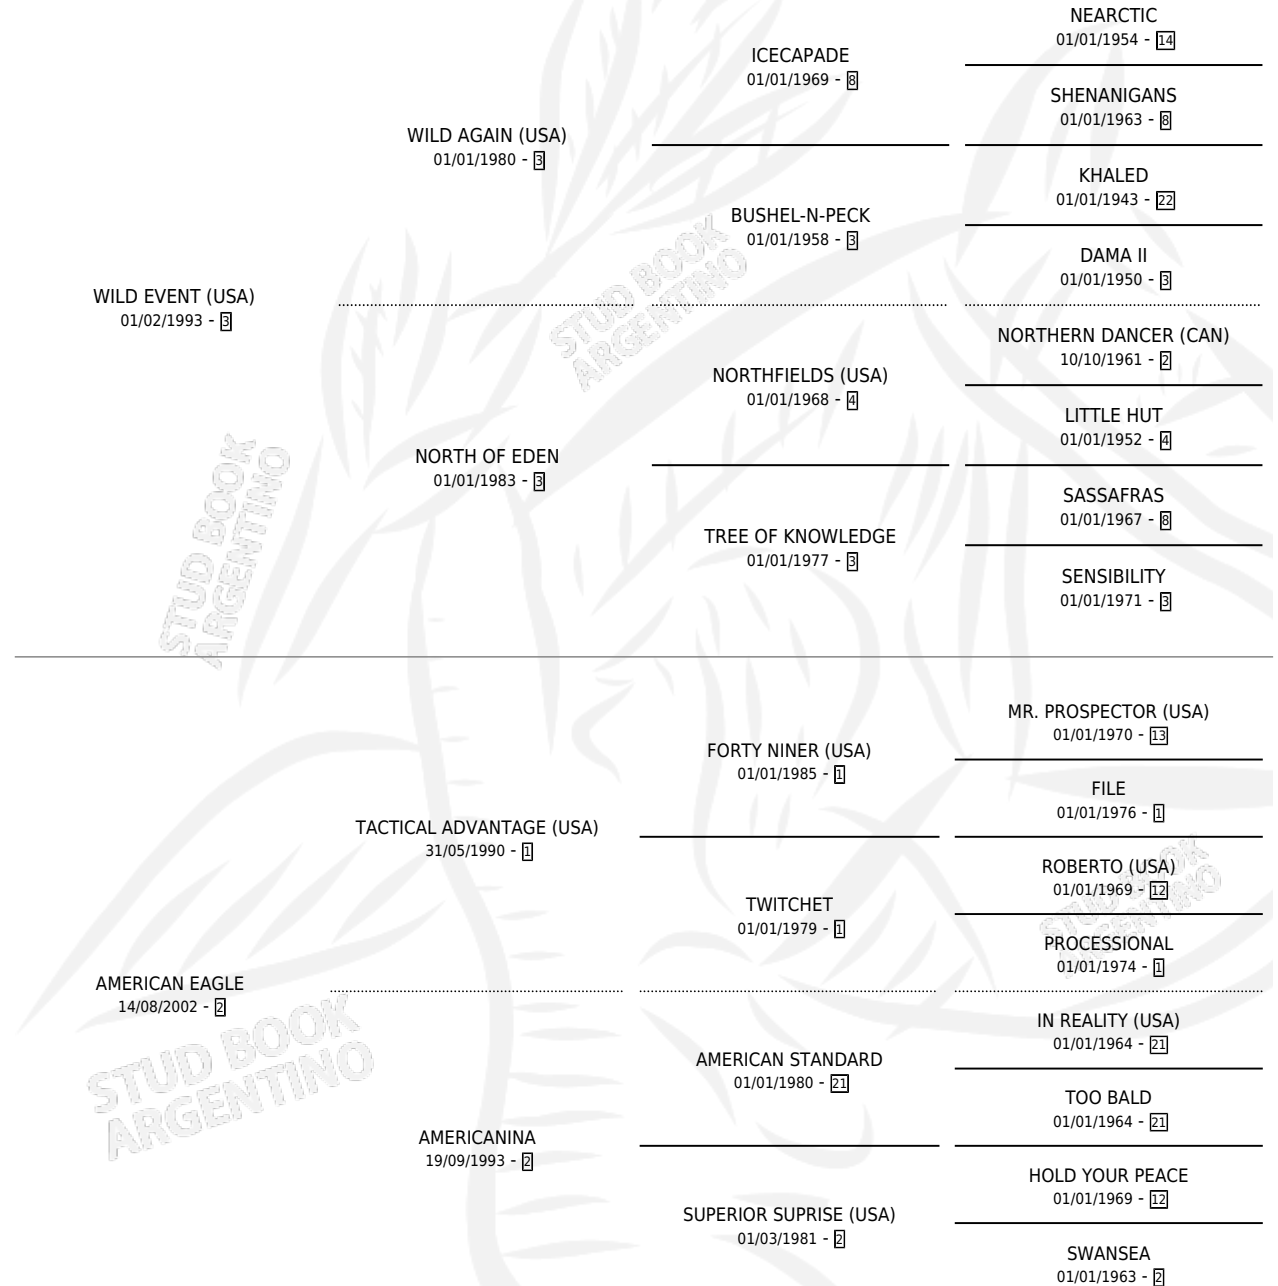 NEARCTIC
01/01/1954 - 14
ICECAPADE
01/01/1969 - 8
SHENANIGANS
01/01/1963 - 8
WILD AGAIN (USA)
01/01/1980 - 3
KHALED
01/01/1943 - 22
BUSHEL-N-PECK
01/01/1958 - 3
DAMA II
01/01/1950 - 3
WILD EVENT (USA)
01/02/1993 - 3
NORTHERN DANCER (CAN)
10/10/1961 - 2
NORTHFIELDS (USA)
01/01/1968 - 4
LITTLE HUT
01/01/1952 - 4
NORTH OF EDEN
01/01/1983 - 3
SASSAFRAS
01/01/1967 - 8
TREE OF KNOWLEDGE
01/01/1977 - 3
SENSIBILITY
01/01/1971 - 3
MR. PROSPECTOR (USA)
01/01/1970 - 13
FORTY NINER (USA)
01/01/1985 - 1
FILE
01/01/1976 - 1
TACTICAL ADVANTAGE (USA)
31/05/1990 - 1
ROBERTO (USA)
01/01/1969 - 12
TWITCHET
01/01/1979 - 1
PROCESSIONAL
01/01/1974 - 1
AMERICAN EAGLE
14/08/2002 - 2
IN REALITY (USA)
01/01/1964 - 21
AMERICAN STANDARD
01/01/1980 - 21
TOO BALD
01/01/1964 - 21
AMERICANINA
19/09/1993 - 2
HOLD YOUR PEACE
01/01/1969 - 12
SUPERIOR SUPRISE (USA)
01/03/1981 - 2
SWANSEA
01/01/1963 - 2
STUD BOOK
ARGENTINO
STUD BOOK
ARGENTINO
STUD BOOK
ARGENTINO
STUD BOOK
ARGENTINO